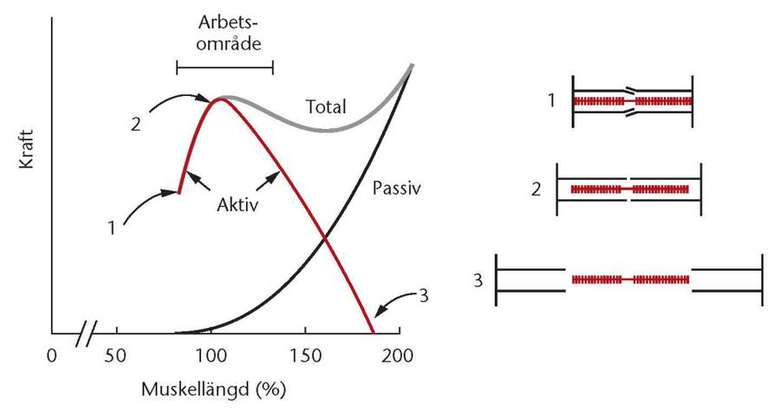 Arbets-
område
Kraft
Total
Passiv
Aktiv
1
2
3
0
50
100
150
200
Muskellängd (%)
1
2
3